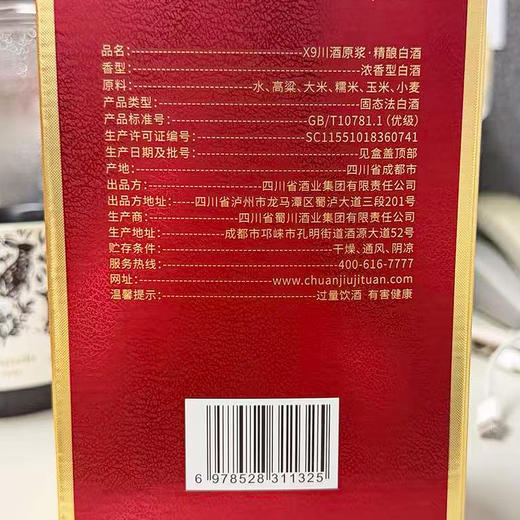 品名: X9川酒原浆·精酿白酒
香型: 浓香型白酒
原料: 水、高粱、大米、糯米、玉米、小麦
产品类型: 固态法白酒
产品标准号: GB/T10781.1(优级)
生产许可证编号: SC11551018360741
生产日期及批号: 见盒盖顶部
产地: 四川省成都市
出品方: 四川省酒业集团有限责任公司
出品方地址: 四川省泸州市龙马潭区蜀泸大道三段201号
生产商: 四川省蜀川酒业集团有限责任公司
生产地址: 成都市邛崃市孔明街道酒源大道52号
贮存条件: 干燥、通风、阴凉
服务热线: 400-616-7777
网址: www.chuanjiujituan.com
温馨提示: 过量饮酒 有害健康
6 978528 311325